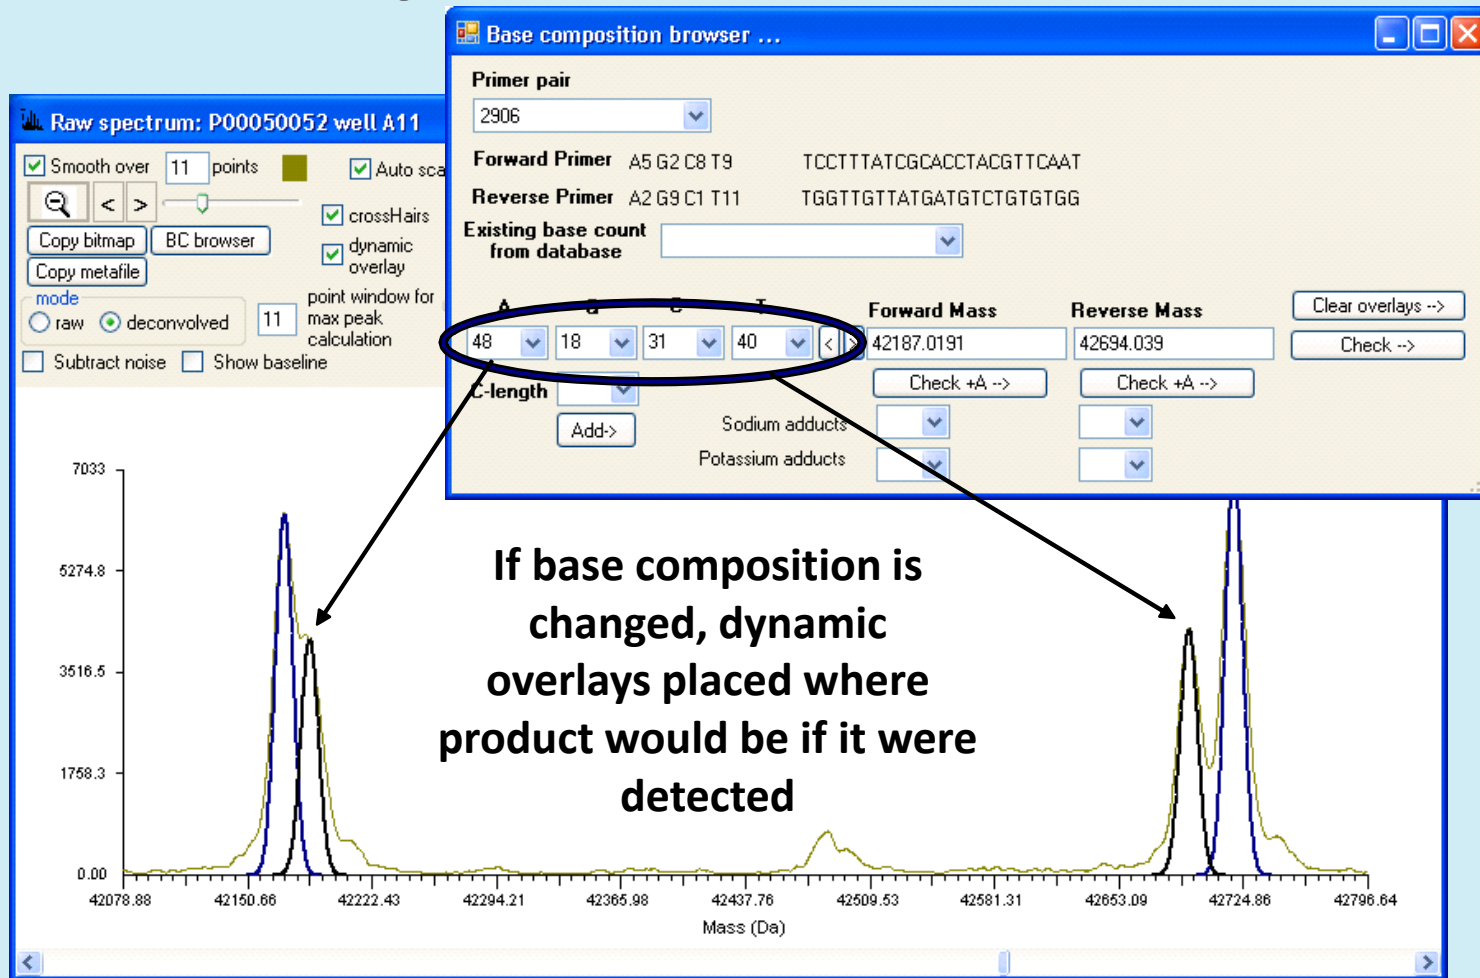 Base composition browser ...
Primer pair
2906
Forward Primer A5 G2 C8 T9 TCCTTTATCGCACCTACGTTCAAT
Reverse Primer A2 G9 C1 T11 TGGTTGTTATGATGTCTGTGTGG
Existing base count
from database
A G C T Forward Mass Reverse Mass Clear overlays -->
48 18 31 40 < > 42187.0191 42694.039 Check -->
C-length Check +A --> Check +A -->
Add-> Sodium adducts
Potassium adducts
Raw spectrum: P00050052 well A11
Smooth over 11 points Auto sca
< > crossHairs
Copy bitmap BC browser dynamic
overlay
Copy metafile
mode
raw deconvolved 11 point window for
max peak
calculation
Subtract noise Show baseline
7033
5274.8
3516.5
1758.3
0.00
If base composition is
changed, dynamic
overlays placed where
product would be if it were
detected
42078.88 42150.66 42222.43 42294.21 42365.98 42437.76 42509.53 42581.31 42653.09 42724.86 42796.64
Mass (Da)